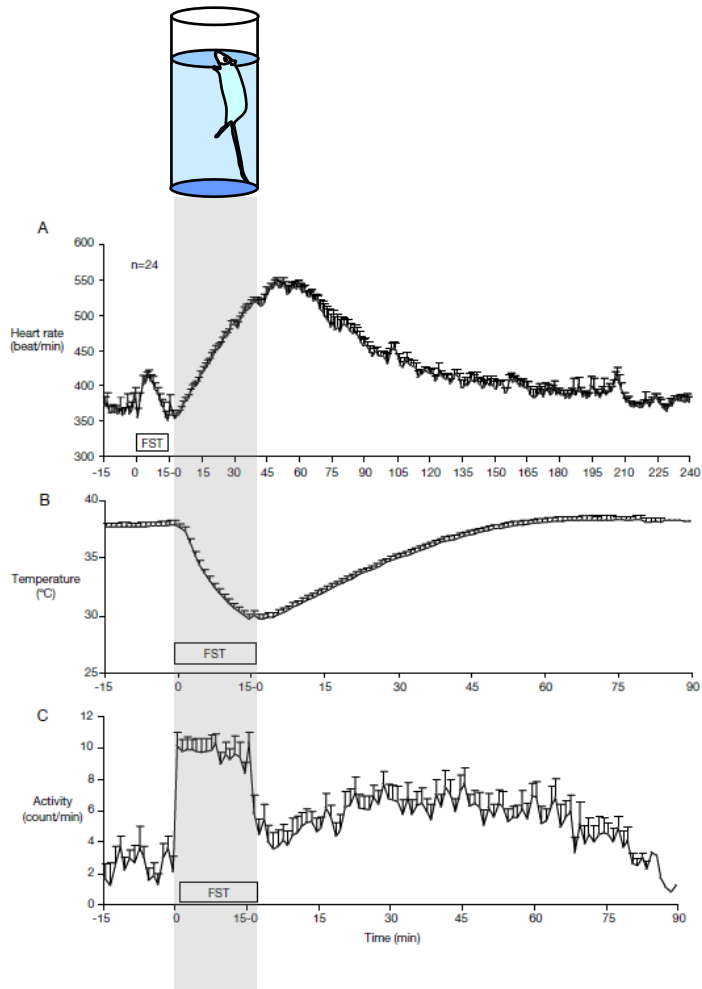 A
600
n=24
550
500
Heart rate
(beat/min)
450
400
350
FST
300
-15 0 15-0 15 30 45 60 75 90 105 120 135 150 165 180 195 210 225 240
B
40
35
Temperature
(°C)
30
FST
25
-15 0 15-0 15 30 45 60 75 90
C
12
10
8
Activity
(count/min)
6
4
2
FST
0
-15 0 15-0 15 30 45 60 75 90
Time (min)